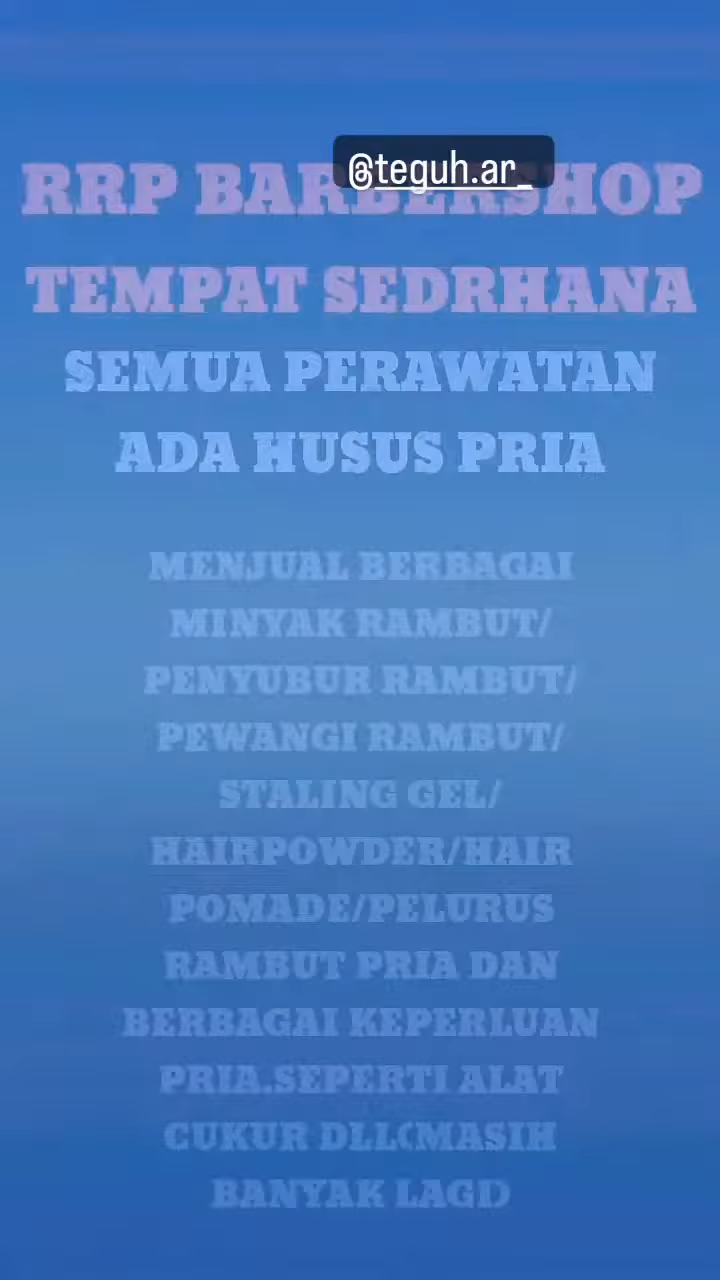 @teguh.ar_
RRP BARBERSHOP
TEMPAT SEDRHANA
SEMUA PERAWATAN
ADA HUSUS PRIA
MENJUAL BERBAGAI
MINYAK RAMBUT/
PENYUBUR RAMBUT/
PEWANGI RAMBUT/
STALING GEL/
HAIRPOWDER/HAIR
POMADE/PELURUS
RAMBUT PRIA DAN
BERBAGAI KEPERLUAN
PRIA.SEPERTI ALAT
CUKUR DLL(MASIH
BANYAK LAGI)